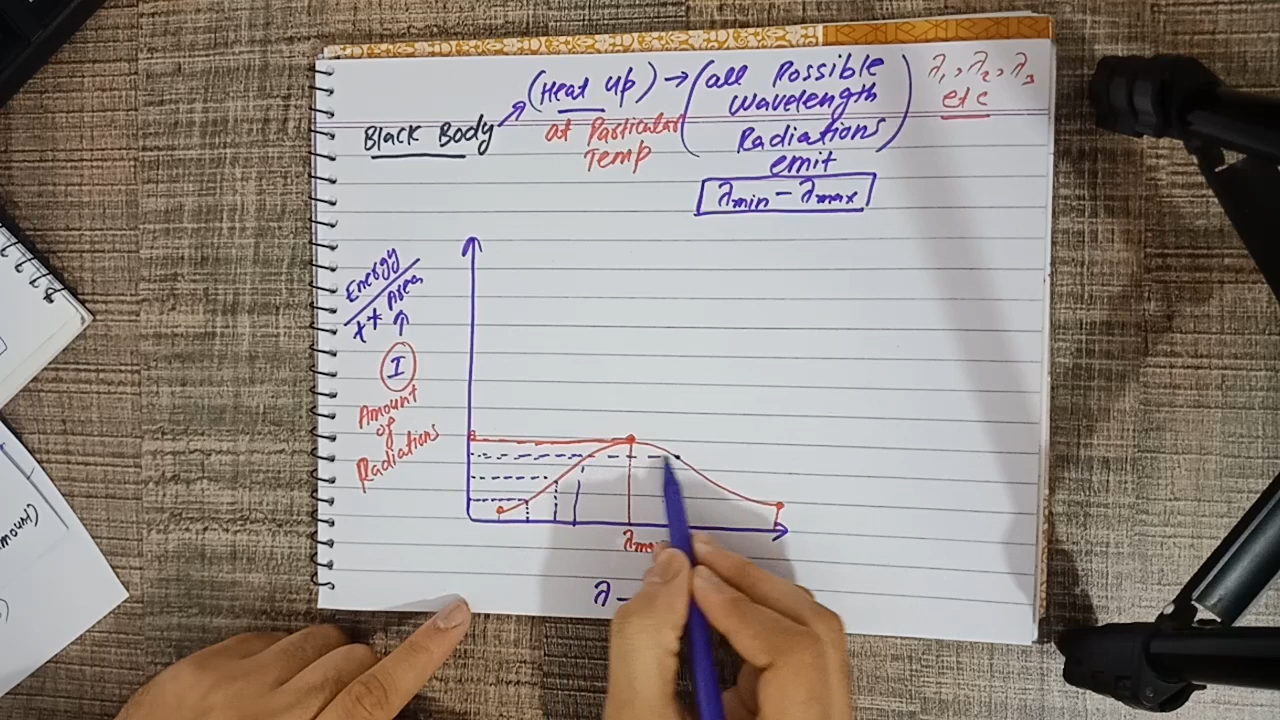 Black Body
(Heat up) → (all Possible
Wavelength
Radiations)
emit
at Particular
Temp
λ1, λ2, λ3
etc
λmin - λmax
Energy
t * Area
I
Amount
of
Radiations
λ